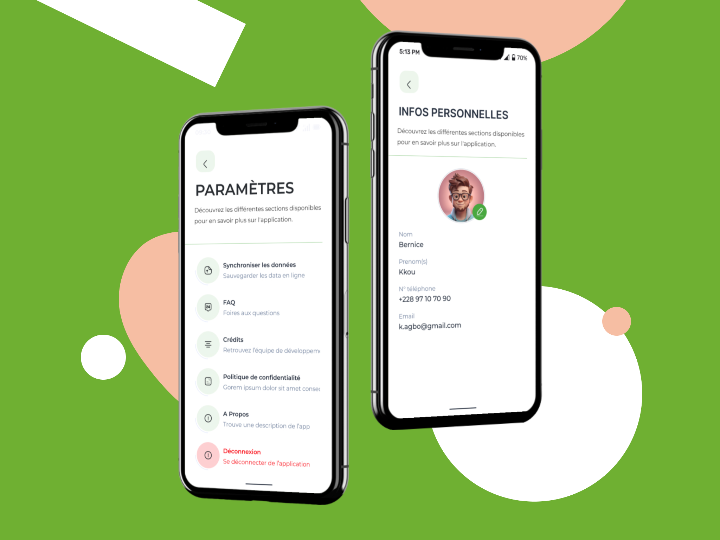 PARAMÈTRES
Découvrez les différentes sections disponibles
pour en savoir plus sur l'application.
Synchroniser les données
Sauvegarder les data en ligne
FAQ
Foires aux questions
Crédits
Retrouvez l'équipe de développeme
Politique de confidentialité
Gorem ipsum dolor sit amet consec
A Propos
Trouve une description de l'app
Déconnexion
Se déconnecter de l'application
5:13 PM
70%
INFOS PERSONNELLES
Découvrez les différentes sections disponibles
pour en savoir plus sur l'application.
Nom
Bernice
Prenom(s)
Kkou
N° téléphone
+228 97 10 70 90
Email
k.agbo@gmail.com